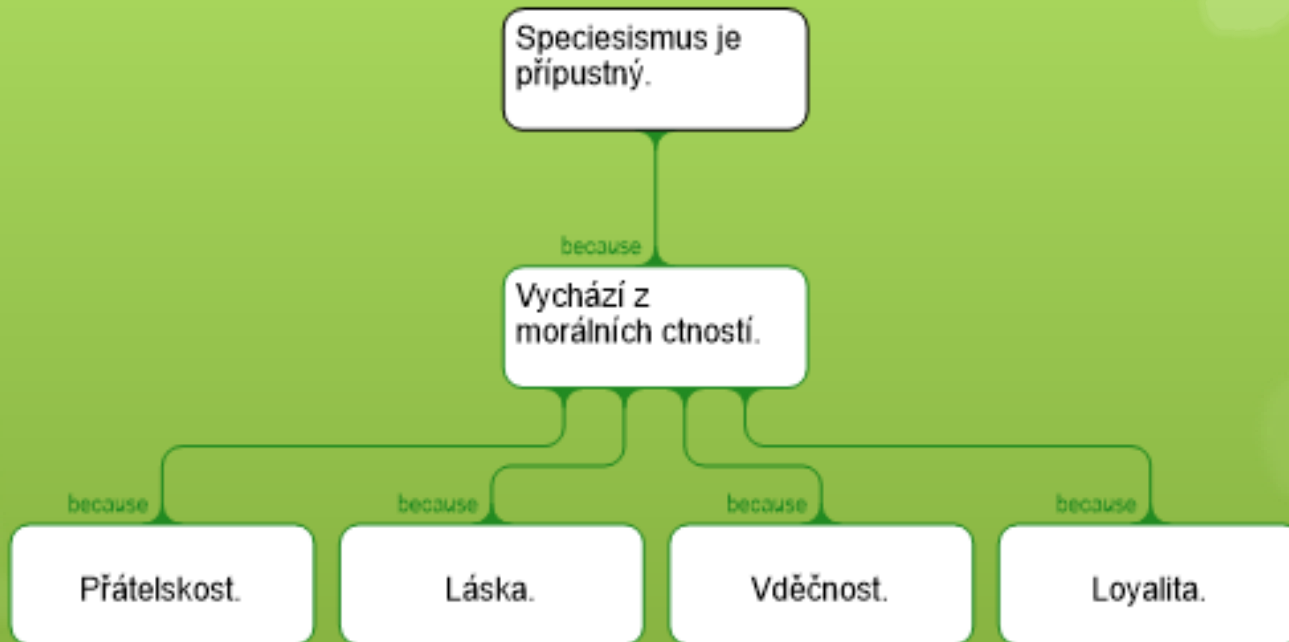 Speciesismus je
přípustný.
because
Vychází z
morálních ctností.
because
because
because
because
Přátelskost.
Láska.
Vděčnost.
Loyalita.